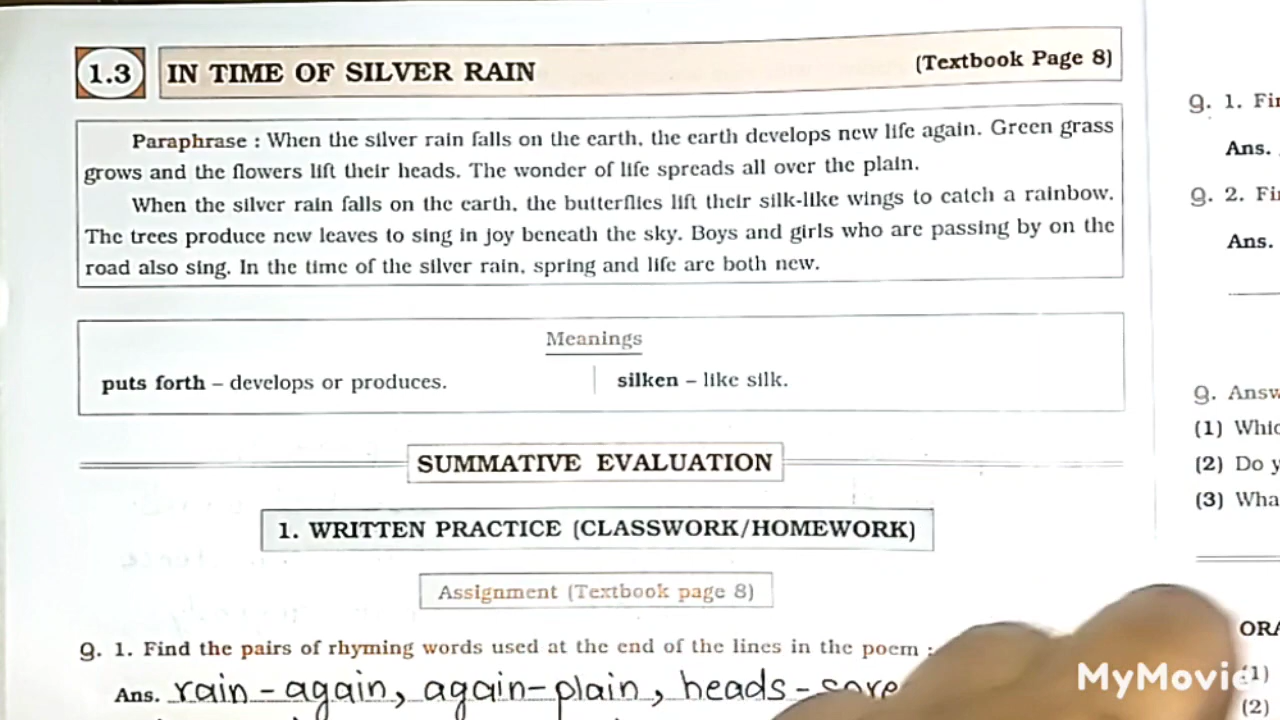 1.3 IN TIME OF SILVER RAIN (Textbook Page 8)
Paraphrase : When the silver rain falls on the earth, the earth develops new life again. Green grass
grows and the flowers lift their heads. The wonder of life spreads all over the plain.
When the silver rain falls on the earth, the butterflies lift their silk-like wings to catch a rainbow.
The trees produce new leaves to sing in joy beneath the sky. Boys and girls who are passing by on the
road also sing. In the time of the silver rain, spring and life are both new.
Meanings
puts forth – develops or produces.
silken – like silk.
SUMMATIVE EVALUATION
1. WRITTEN PRACTICE (CLASSWORK/HOMEWORK)
Assignment (Textbook page 8)
Q. 1. Find the pairs of rhyming words used at the end of the lines in the poem :
Ans. rain - again, again - plain, heads -
Q. 1.
Ans.
Q. 2.
Ans.
Q.
(1)
(2) Do
(3)
(1)
(2)
MyMovie